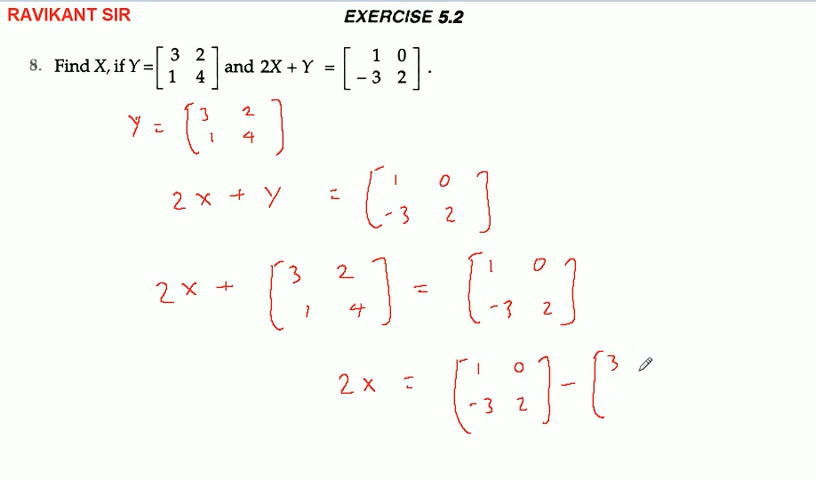 RAVIKANT SIR
EXERCISE 5.2
8. Find X, if Y = [ 3 2 ] and 2X + Y = [ 1 0 ] .
[ 1 4 ] [ – 3 2 ]
Y = [ 3 2 ]
[ 1 4 ]
2x + y = [ 1 0 ]
[ -3 2 ]
2x + [ 3 2 ] = [ 1 0 ]
[ 1 4 ] [ -3 2 ]
2x = [ 1 0 ] - [ 3
[ -3 2 ]